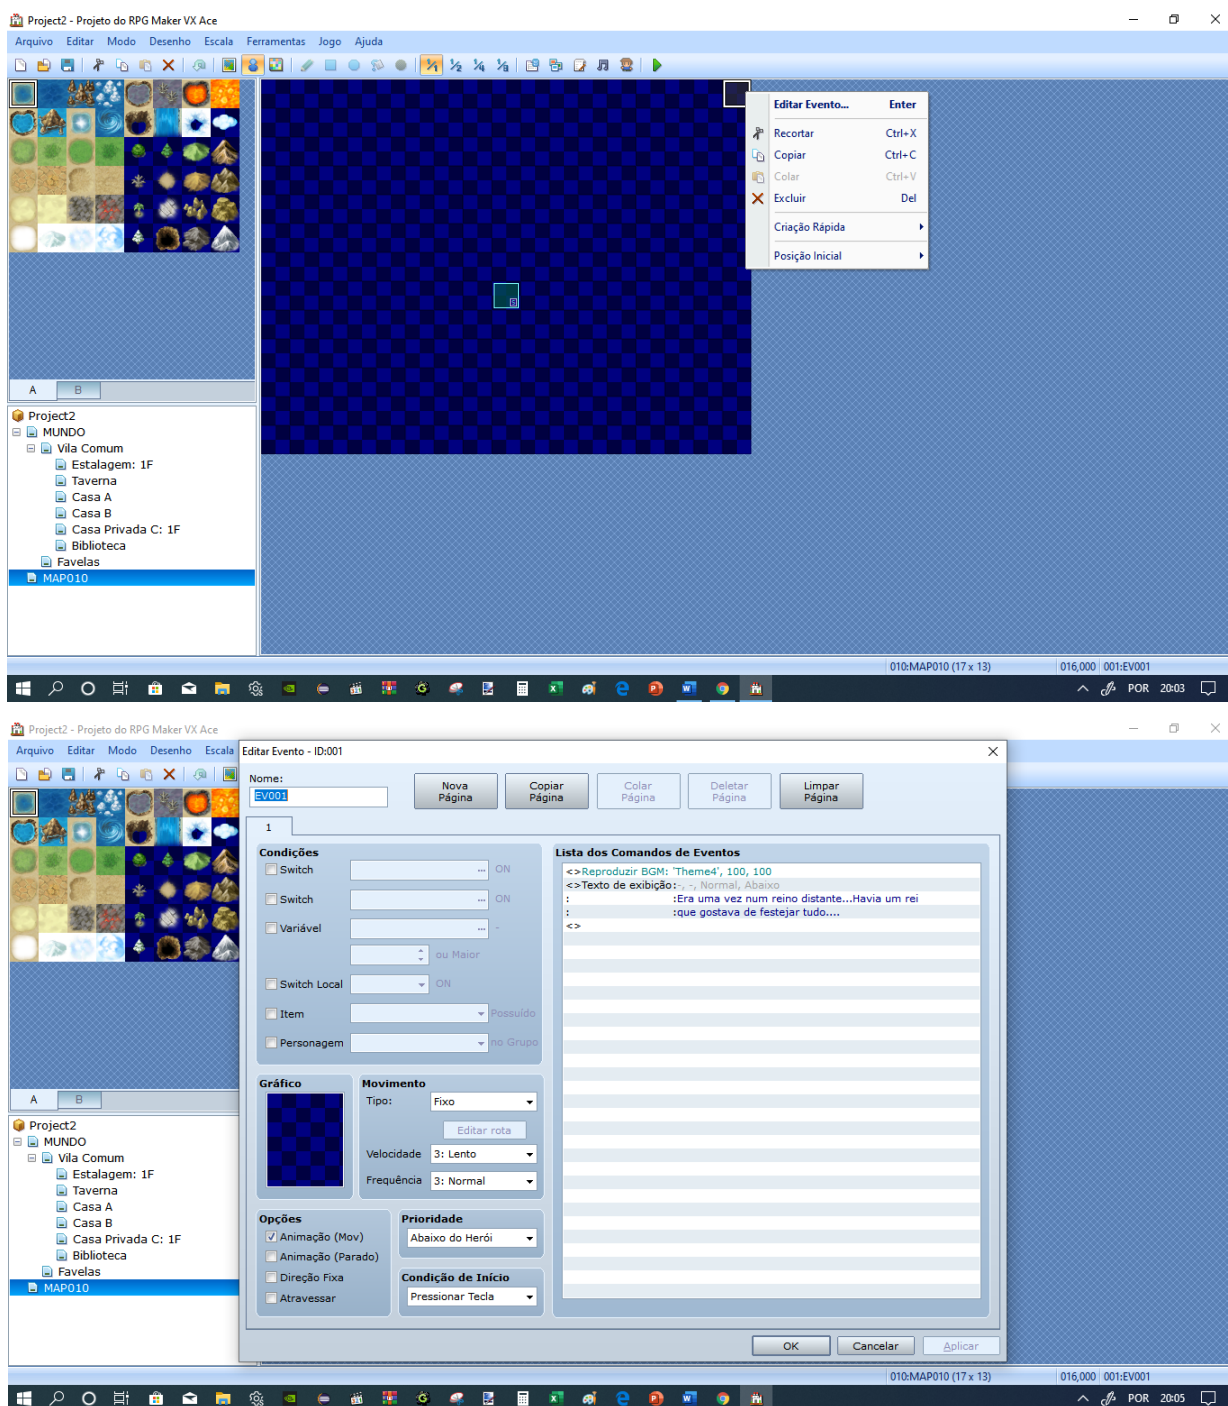 Project2 - Projeto do RPG Maker VX Ace
Arquivo Editar Modo Desenho Escala Ferramentas Jogo Ajuda
1/1 1/2 1/4 1/8
Editar Evento... Enter
Recortar Ctrl+X
Copiar Ctrl+C
Colar Ctrl+V
Excluir Del
Criação Rápida
Posição Inicial
S
A B
Project2
MUNDO
Vila Comum
Estalagem: 1F
Taverna
Casa A
Casa B
Casa Privada C: 1F
Biblioteca
Favelas
MAP010
010:MAP010 (17 x 13) 016,000 001:EV001
POR 20:03
Project2 - Projeto do RPG Maker VX Ace
Arquivo Editar Modo Desenho Escala
Editar Evento - ID:001
Nome:
EV001
Nova Página
Copiar Página
Colar Página
Deletar Página
Limpar Página
1
Condições
Switch ... ON
Switch ... ON
Variável ... -
ou Maior
Switch Local ON
Item Possuído
Personagem no Grupo
Gráfico
Movimento
Tipo: Fixo
Editar rota
Velocidade 3: Lento
Frequência 3: Normal
Opções
Animação (Mov)
Animação (Parado)
Direção Fixa
Atravessar
Prioridade
Abaixo do Herói
Condição de Início
Pressionar Tecla
Lista dos Comandos de Eventos
<>Reproduzir BGM: 'Theme4', 100, 100
<>Texto de exibição:-, -, Normal, Abaixo
: :Era uma vez num reino distante...Havia um rei
: :que gostava de festejar tudo....
<>
OK Cancelar Aplicar
A B
Project2
MUNDO
Vila Comum
Estalagem: 1F
Taverna
Casa A
Casa B
Casa Privada C: 1F
Biblioteca
Favelas
MAP010
010:MAP010 (17 x 13) 016,000 001:EV001
POR 20:05